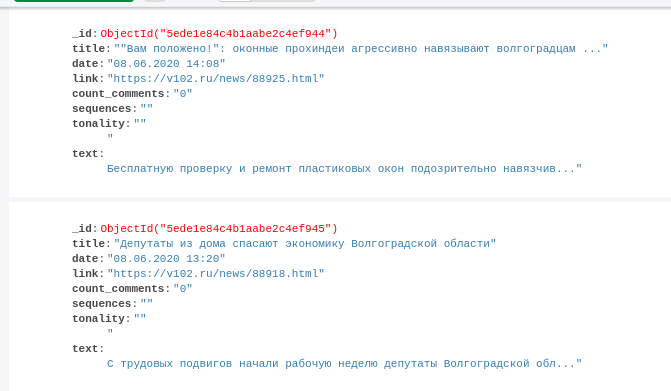 _id: ObjectId("5ede1e84c4b1aabe2c4ef944")
title: ""Вам положено!": оконные прохиндеи агрессивно навязывают волгоградцам ..."
date: "08.06.2020 14:08"
link: "https://v102.ru/news/88925.html"
count_comments: "0"
sequences: ""
tonality: ""
"
text:
Бесплатную проверку и ремонт пластиковых окон подозрительно навязчив..."
_id: ObjectId("5ede1e84c4b1aabe2c4ef945")
title: "Депутаты из дома спасают экономику Волгоградской области"
date: "08.06.2020 13:20"
link: "https://v102.ru/news/88918.html"
count_comments: "0"
sequences: ""
tonality: ""
"
text:
С трудовых подвигов начали рабочую неделю депутаты Волгоградской обл..."